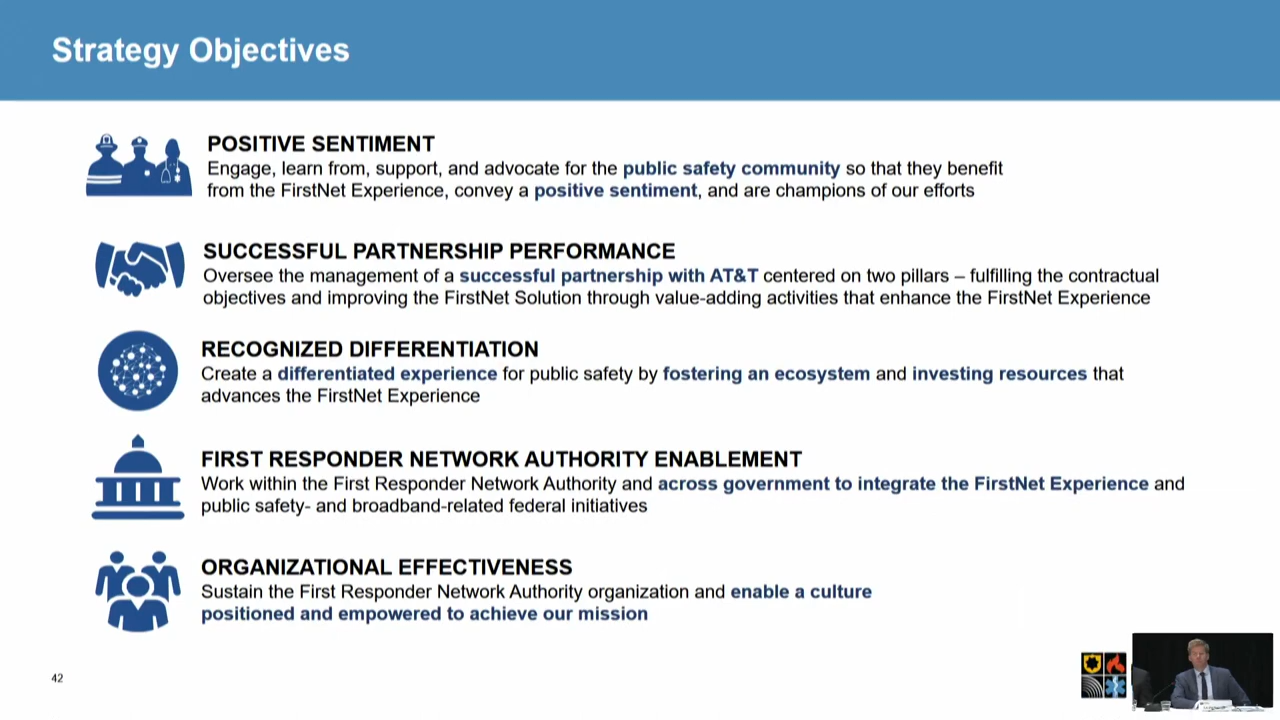 Strategy Objectives
POSITIVE SENTIMENT
Engage, learn from, support, and advocate for the public safety community so that they benefit
from the FirstNet Experience, convey a positive sentiment, and are champions of our efforts
SUCCESSFUL PARTNERSHIP PERFORMANCE
Oversee the management of a successful partnership with AT&T centered on two pillars – fulfilling the contractual
objectives and improving the FirstNet Solution through value-adding activities that enhance the FirstNet Experience
RECOGNIZED DIFFERENTIATION
Create a differentiated experience for public safety by fostering an ecosystem and investing resources that
advances the FirstNet Experience
FIRST RESPONDER NETWORK AUTHORITY ENABLEMENT
Work within the First Responder Network Authority and across government to integrate the FirstNet Experience and
public safety- and broadband-related federal initiatives
ORGANIZATIONAL EFFECTIVENESS
Sustain the First Responder Network Authority organization and enable a culture
positioned and empowered to achieve our mission
42